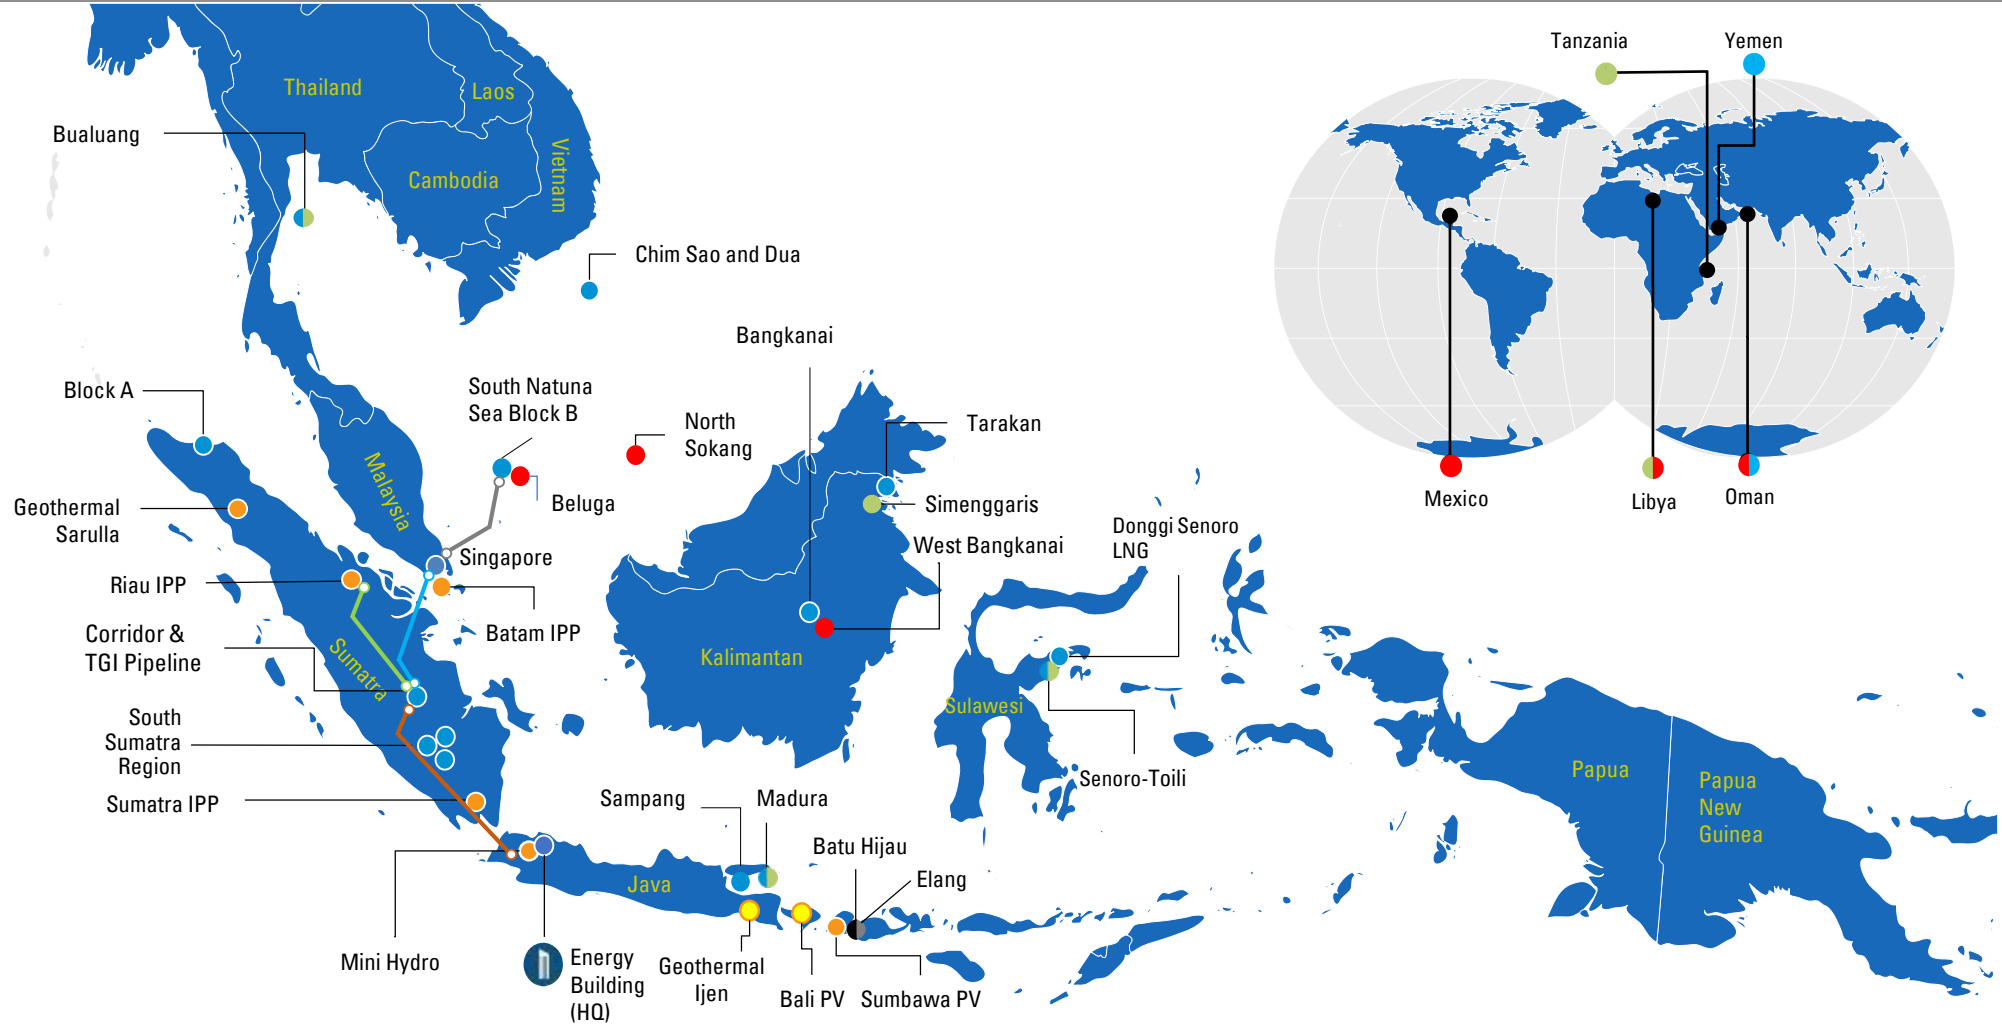 Tanzania
Yemen
Thailand
Laos
Bualuang
Vietnam
Cambodia
Chim Sao and Dua
Bangkanai
Block A
South Natuna
Sea Block B
North
Sokang
Tarakan
Malaysia
Mexico
Libya
Oman
Geothermal
Sarulla
Beluga
Simenggaris
Donggi Senoro
LNG
West Bangkanai
Singapore
Riau IPP
Batam IPP
Corridor &
TGI Pipeline
Sumatra
Kalimantan
Sulawesi
South
Sumatra
Region
Senoro-Toili
Papua
Papua
New
Guinea
Sumatra IPP
Sampang
Madura
Batu Hijau
Elang
Java
Mini Hydro
Energy
Building
(HQ)
Geothermal
Ijen
Bali PV
Sumbawa PV